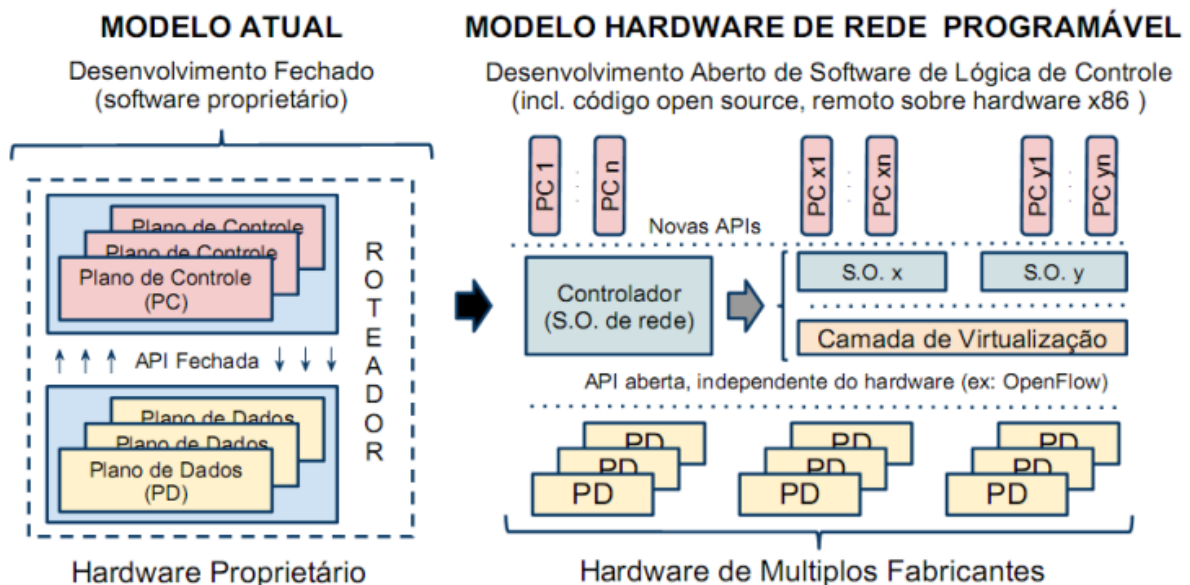 MODELO ATUAL
Desenvolvimento Fechado
(software proprietário)
Plano de Controle
Plano de Controle
Plano de Controle
(PC)
API Fechada
Plano de Dados
Plano de Dados
Plano de Dados
(PD)
ROTEADOR
Hardware Proprietário
MODELO HARDWARE DE REDE PROGRAMÁVEL
Desenvolvimento Aberto de Software de Lógica de Controle
(incl. código open source, remoto sobre hardware x86 )
PC 1
PC n
PC x1
PC xn
PC y1
PC yn
Novas APIs
Controlador
(S.O. de rede)
S.O. x
S.O. y
Camada de Virtualização
API aberta, independente do hardware (ex: OpenFlow)
PD
PD
PD
PD
PD
PD
PD
PD
PD
Hardware de Multiplos Fabricantes